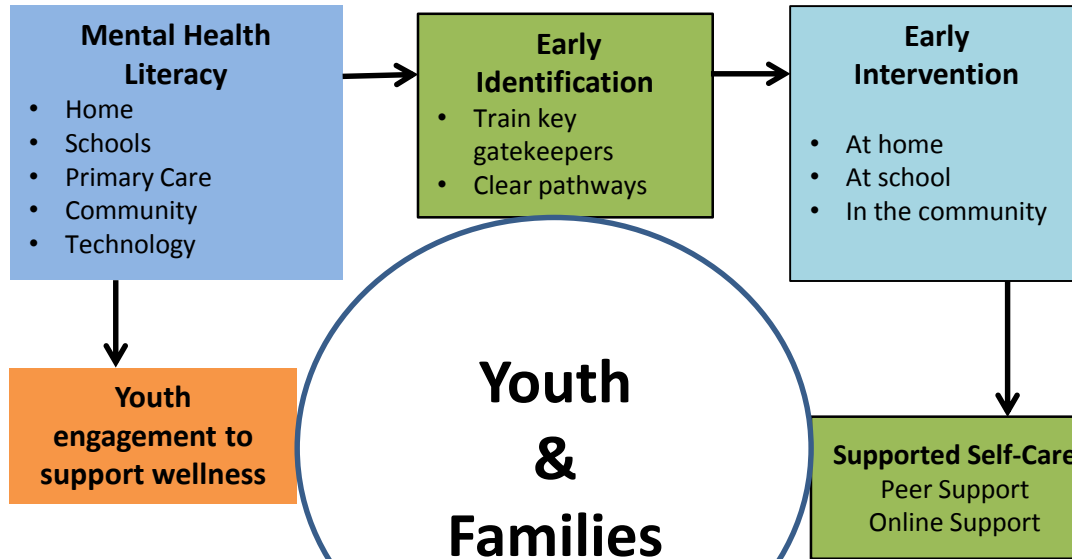 Mental Health
Literacy
• Home
• Schools
• Primary Care
• Community
• Technology
Early
Identification
• Train key
gatekeepers
• Clear pathways
Early
Intervention
• At home
• At school
• In the community
Youth
engagement to
support wellness
Youth
&
Families
Supported Self-Care
Peer Support
Online Support